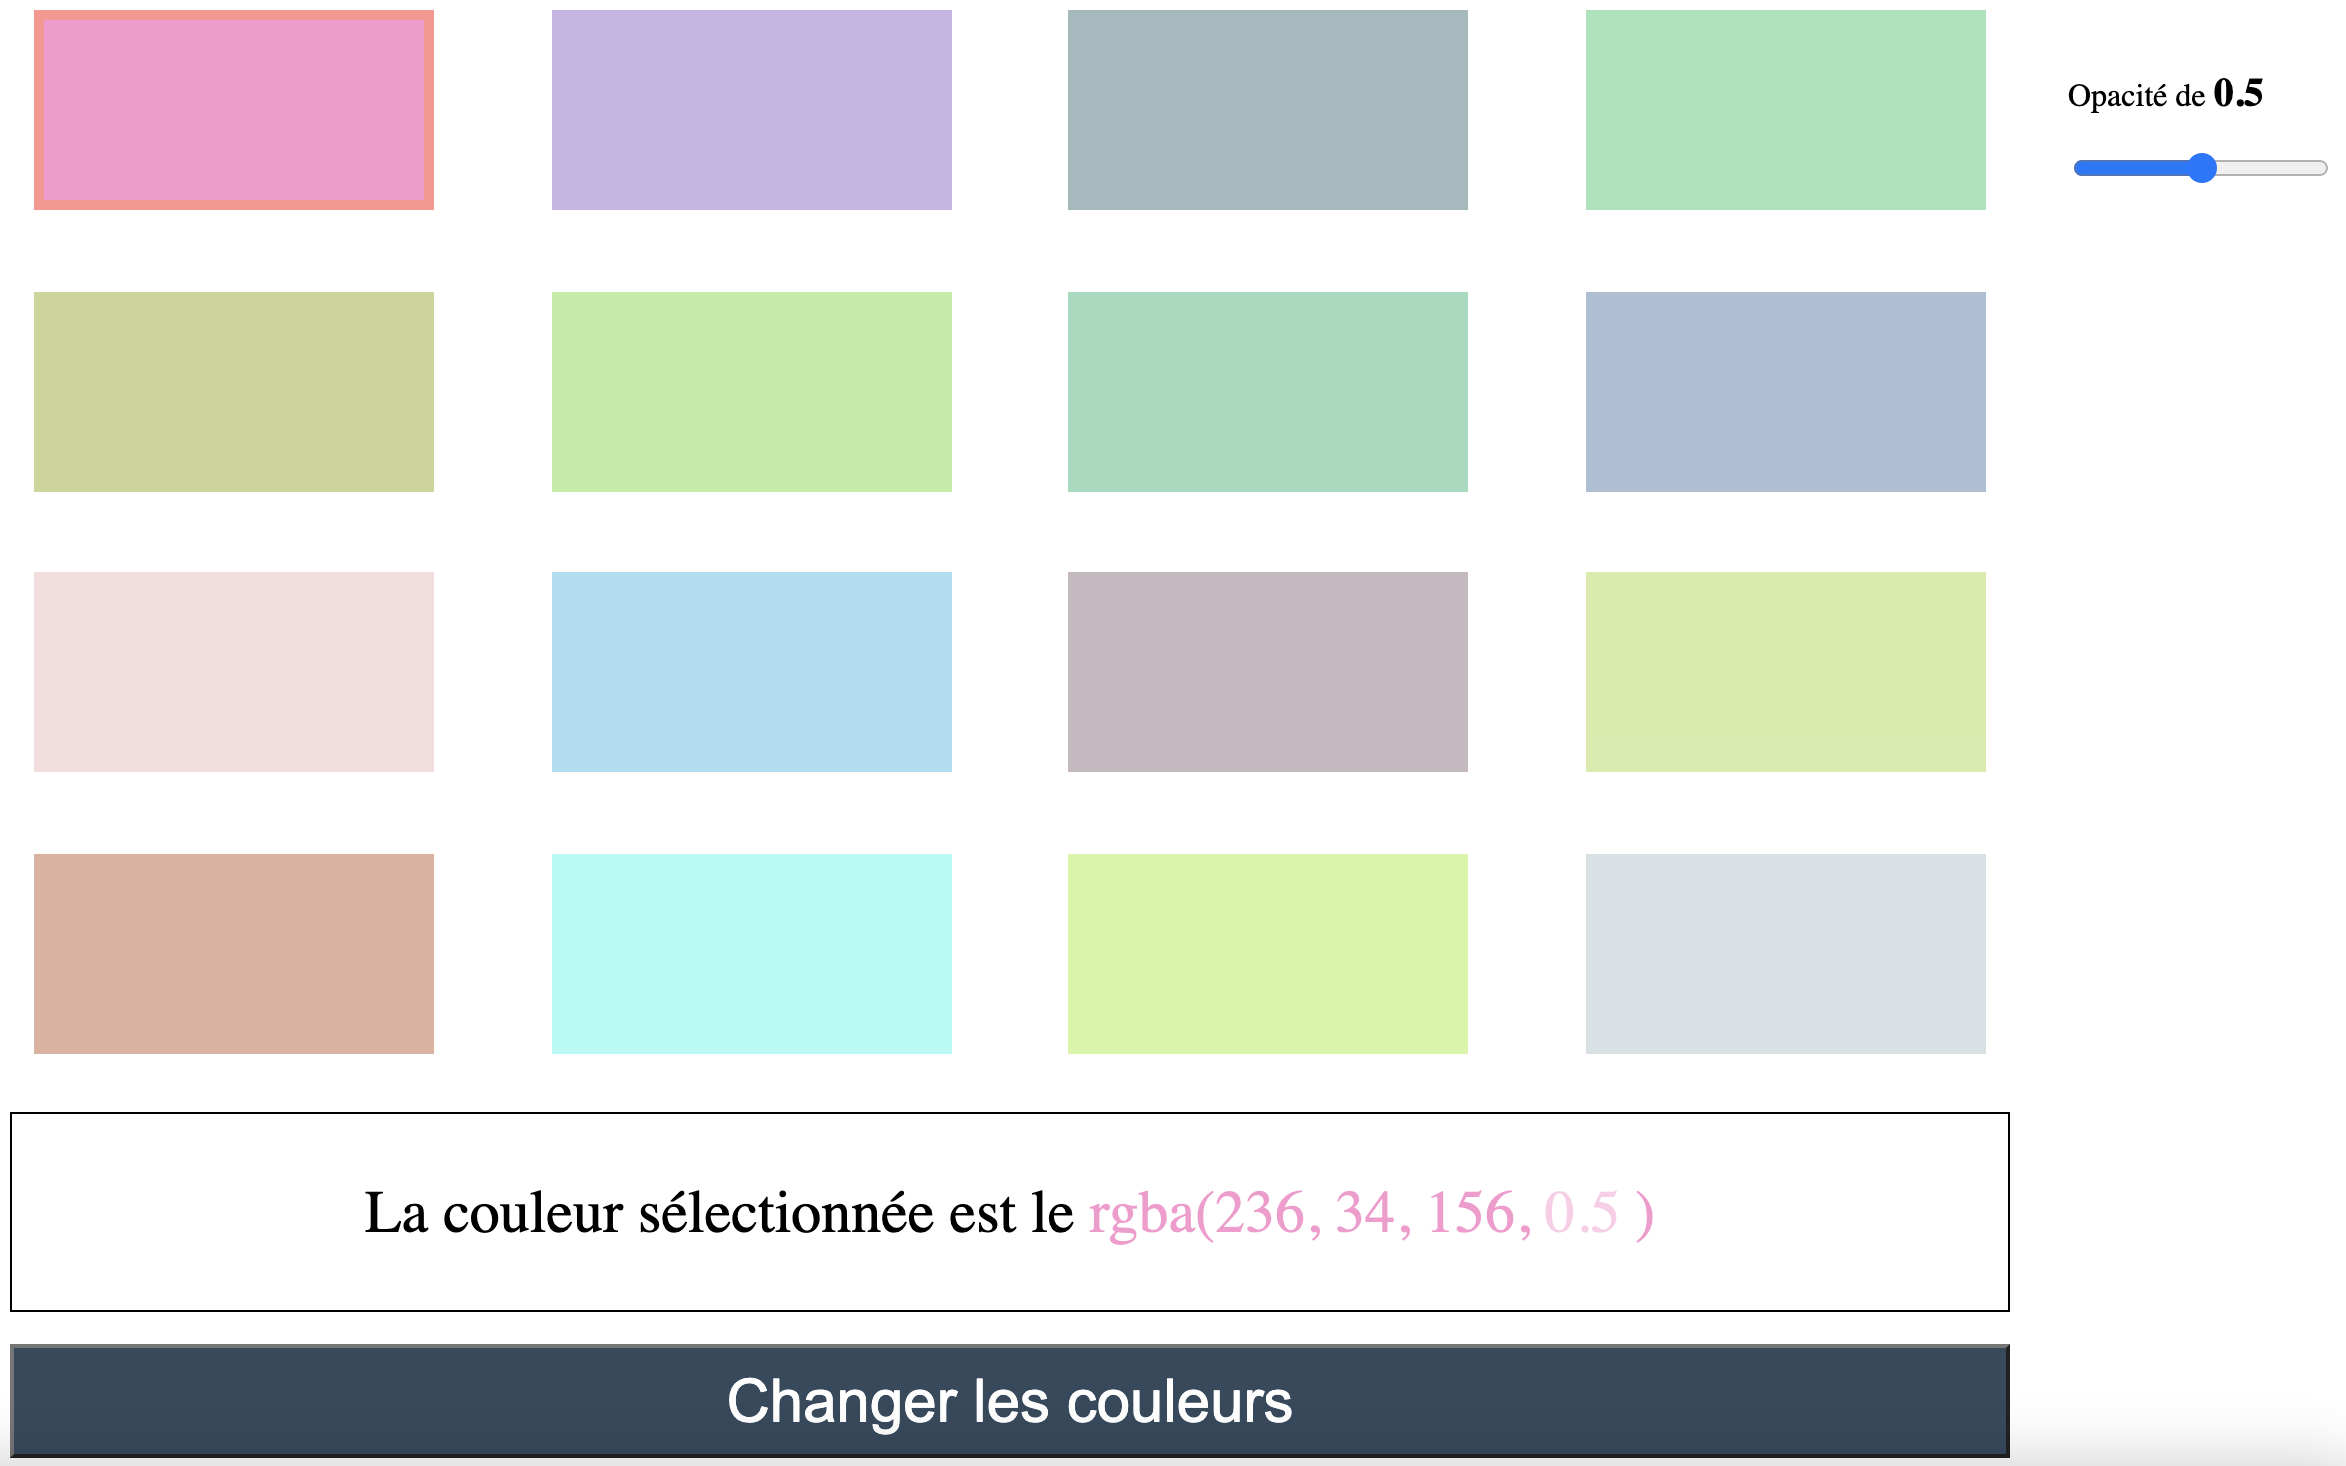 Opacité de 0.5
La couleur sélectionnée est le rgba(236, 34, 156, 0.5 )
Changer les couleurs